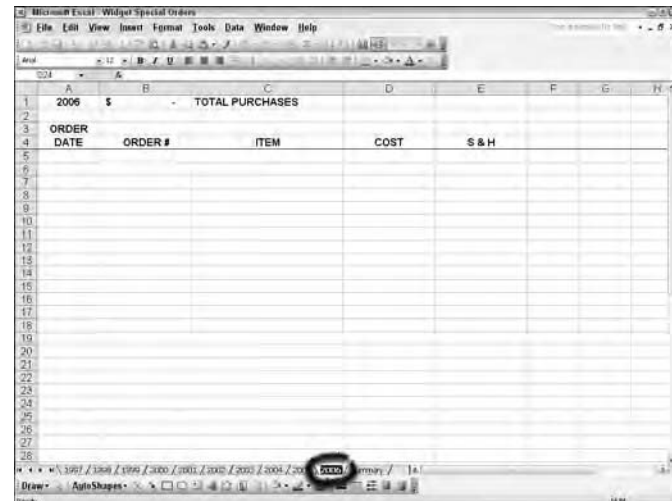 Microsoft Excel - Widget Special Orders
File Edit View Insert Format Tools Data Window Help
Arial 12 B I U
A B C D E F G H
1 2006 $ - TOTAL PURCHASES
2
3 ORDER
4 DATE ORDER # ITEM COST S & H
5
6
7
8
9
10
11
12
13
14
15
16
17
18
19
20
21
22
23
24
25
26
27
28
1997 / 1998 / 1999 / 2000 / 2001 / 2002 / 2003 / 2004 / 2006
Draw AutoShapes